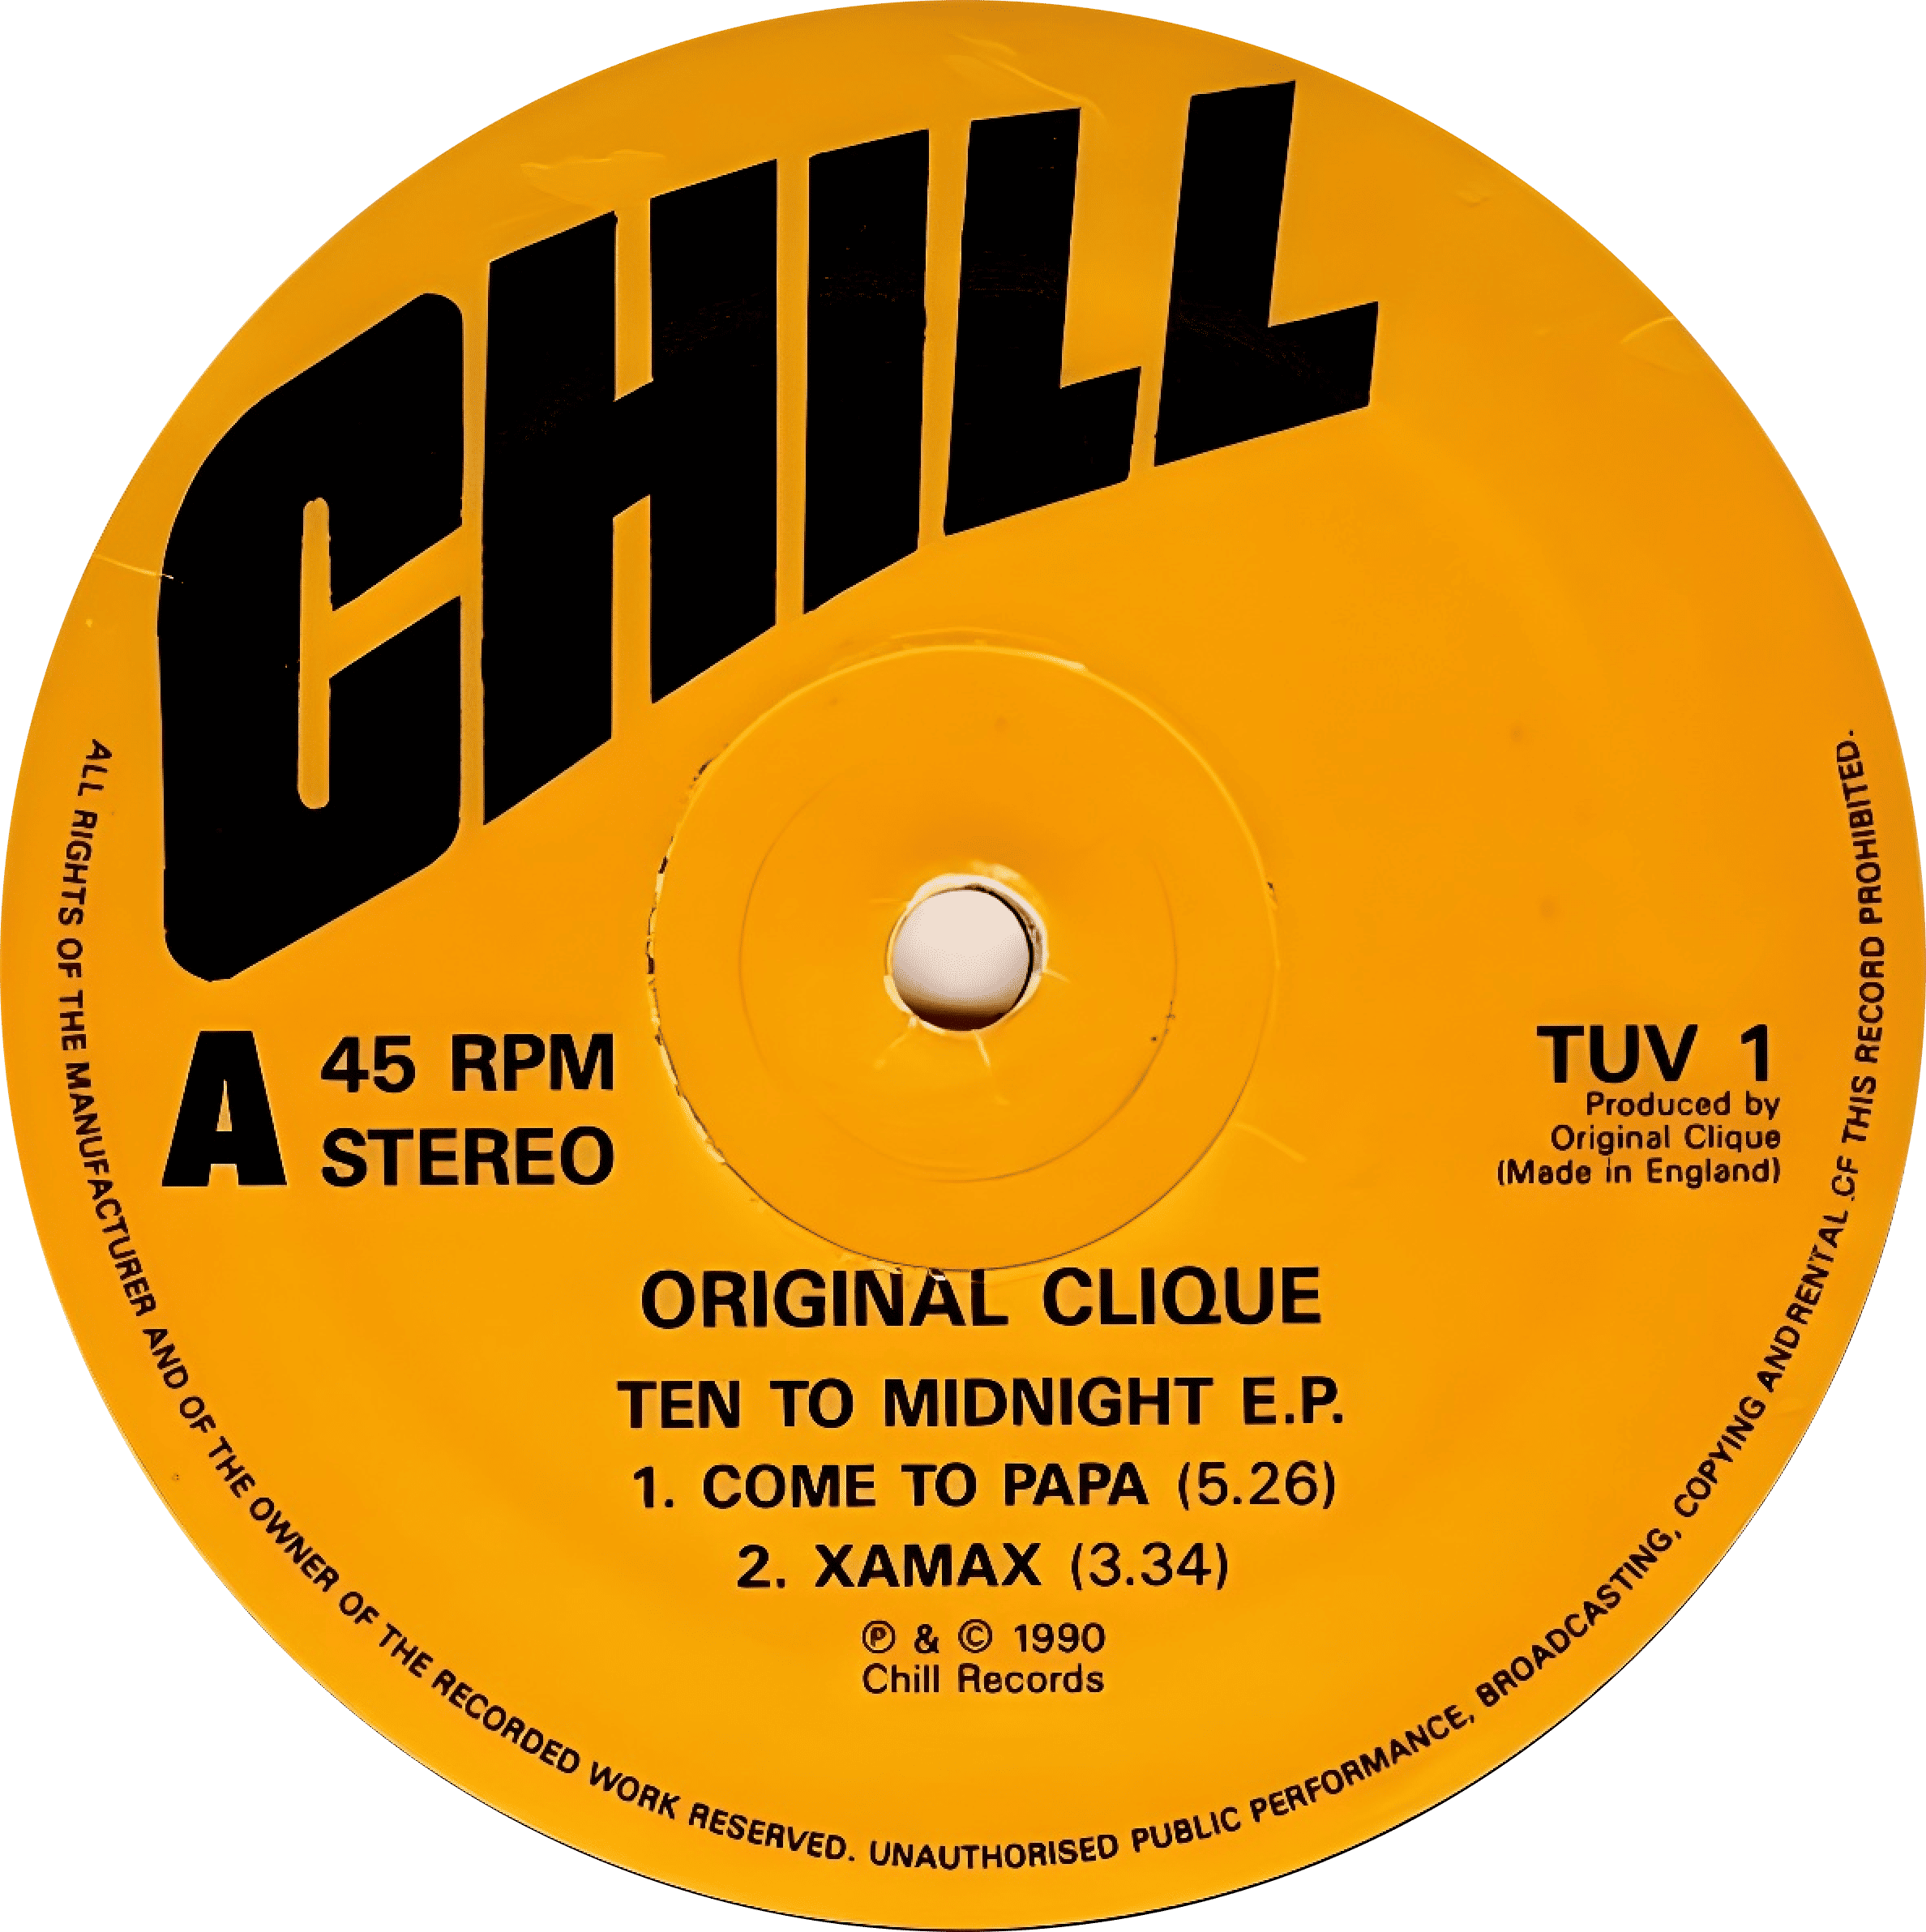 CHILL
A
45 RPM
STEREO
TUV 1
Produced by
Original Clique
(Made in England)
ORIGINAL CLIQUE
TEN TO MIDNIGHT E.P.
1. COME TO PAPA (5.26)
2. XAMAX (3.34)
℗ & © 1990
Chill Records
ALL RIGHTS OF THE MANUFACTURER AND OF THE OWNER OF THE RECORDED WORK RESERVED. UNAUTHORISED PUBLIC PERFORMANCE, BROADCASTING, COPYING AND RENTAL OF THIS RECORD PROHIBITED.